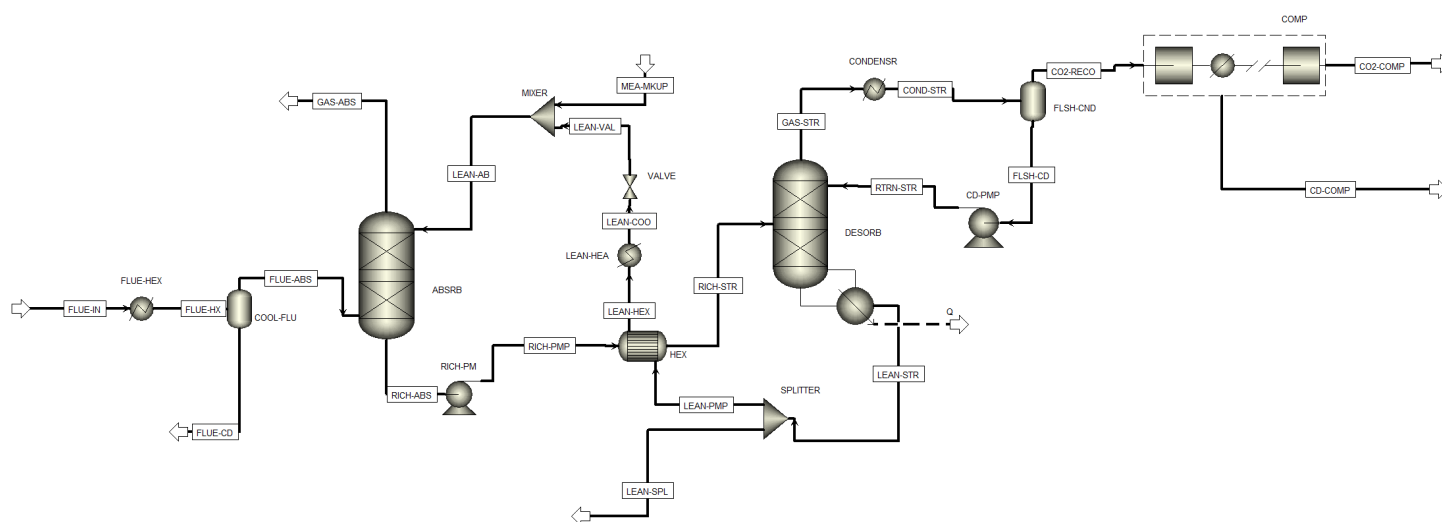 COMP
CONDENSR
CO2-RECO
CO2-COMP
MEA-MKUP
MIXER
COND-STR
GAS-ABS
FLSH-CND
GAS-STR
LEAN-VAL
LEAN-AB
VALVE
FLSH-CD
RTRN-STR
CD-PMP
CD-COMP
LEAN-COO
DESORB
LEAN-HEA
FLUE-HEX
FLUE-ABS
ABSRB
RICH-STR
FLUE-IN
FLUE-HX
COOL-FLU
LEAN-HEX
Q
RICH-PMP
HEX
RICH-PM
LEAN-STR
RICH-ABS
SPLITTER
LEAN-PMP
FLUE-CD
LEAN-SPL